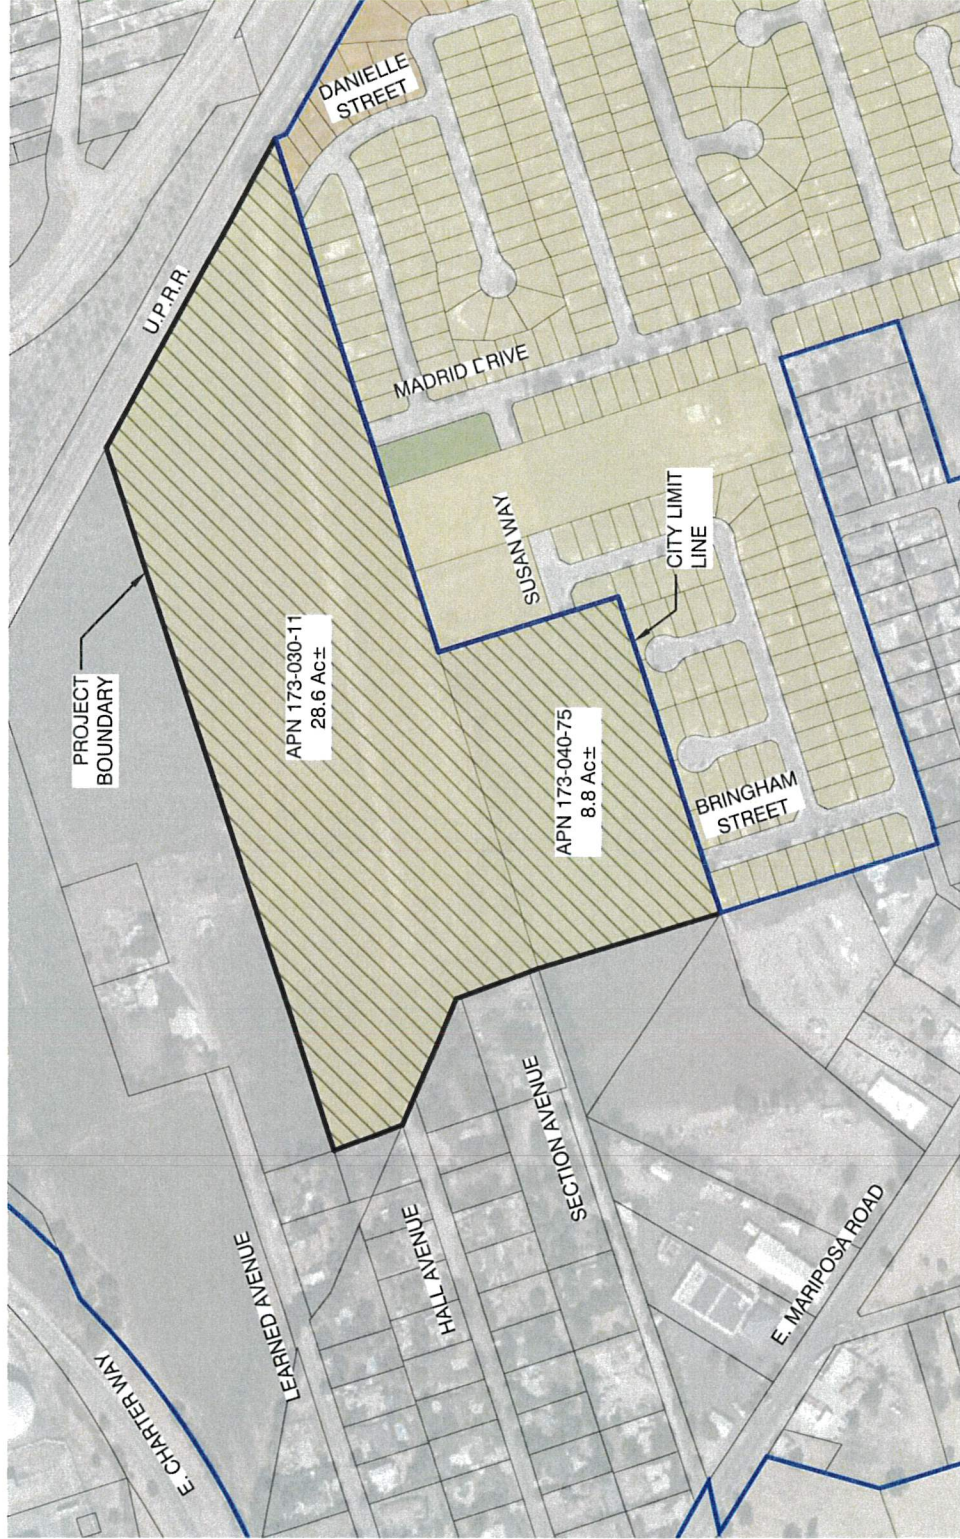 DANIELLE
STREET
U.P.R.R.
MADRID DRIVE
PROJECT
BOUNDARY
APN 173-030-11
28.6 Ac±
SUSAN WAY
CITY LIMIT
LINE
APN 173-040-75
8.8 Ac±
BRINGHAM
STREET
SECTION AVENUE
HALL AVENUE
LEARNED AVENUE
E. MARIPOSA ROAD
E. CHARTER WAY